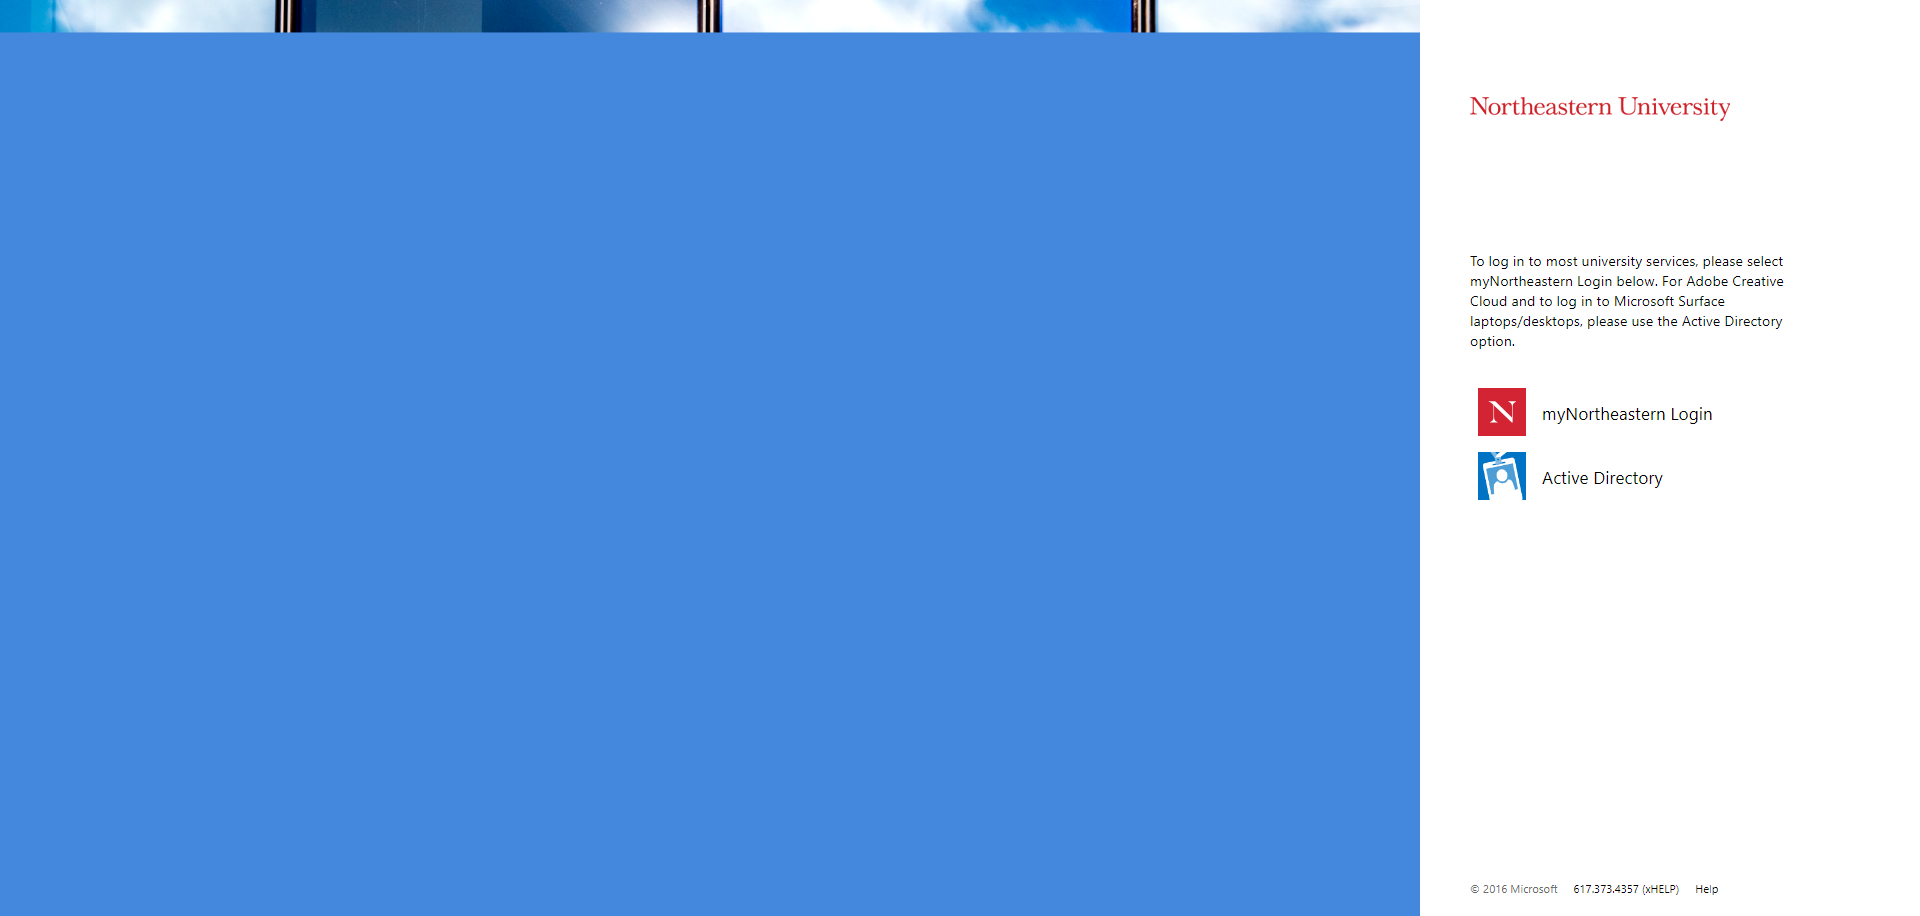 Northeastern University
To log in to most university services, please select
myNortheastern Login below. For Adobe Creative
Cloud and to log in to Microsoft Surface
laptops/desktops, please use the Active Directory
option.
N
myNortheastern Login
Active Directory
© 2016 Microsoft 617.373.4357 (xHELP) Help